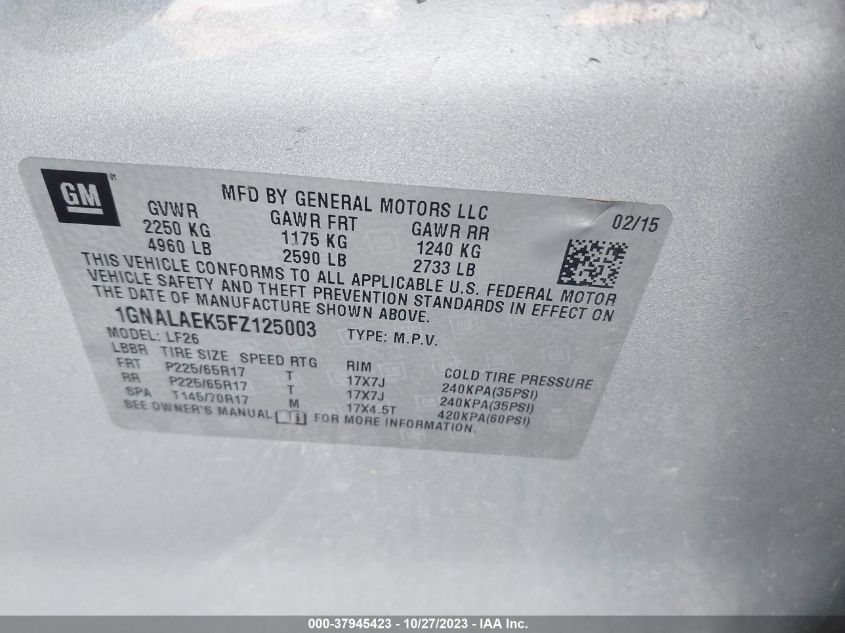 GM
MFD BY GENERAL MOTORS LLC
02/15
GVWR GAWR FRT GAWR RR
2250 KG 1175 KG 1240 KG
4960 LB 2590 LB 2733 LB
THIS VEHICLE CONFORMS TO ALL APPLICABLE U.S. FEDERAL MOTOR
VEHICLE SAFETY AND THEFT PREVENTION STANDARDS IN EFFECT ON
THE DATE OF MANUFACTURE SHOWN ABOVE.
1GNALAEK5FZ125003 TYPE: M.P.V.
MODEL: LF26
LBBR TIRE SIZE SPEED RTG RIM COLD TIRE PRESSURE
FRT P225/65R17 T 17X7J 240KPA(35PSI)
RR P225/65R17 T 17X7J 240KPA(35PSI)
SPA T145/70R17 M 17X4.5T 420KPA(60PSI)
SEE OWNER'S MANUAL FOR MORE INFORMATION.
000-37945423 - 10/27/2023 - IAA Inc.